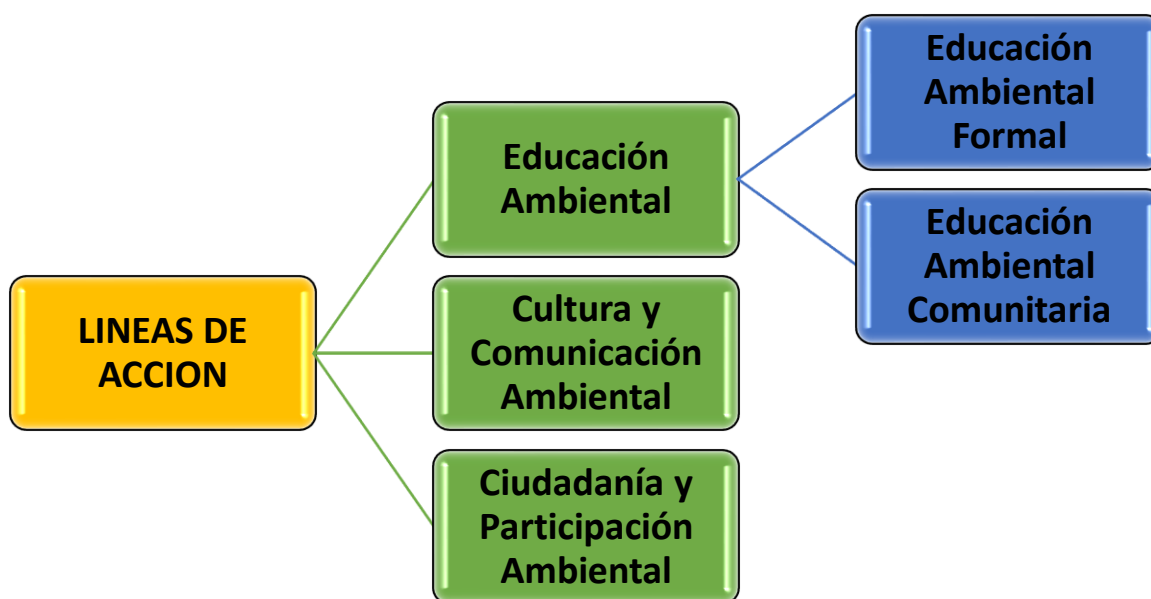 LINEAS DE
ACCION
Educación
Ambiental
Cultura y
Comunicación
Ambiental
Ciudadanía y
Participación
Ambiental
Educación
Ambiental
Formal
Educación
Ambiental
Comunitaria